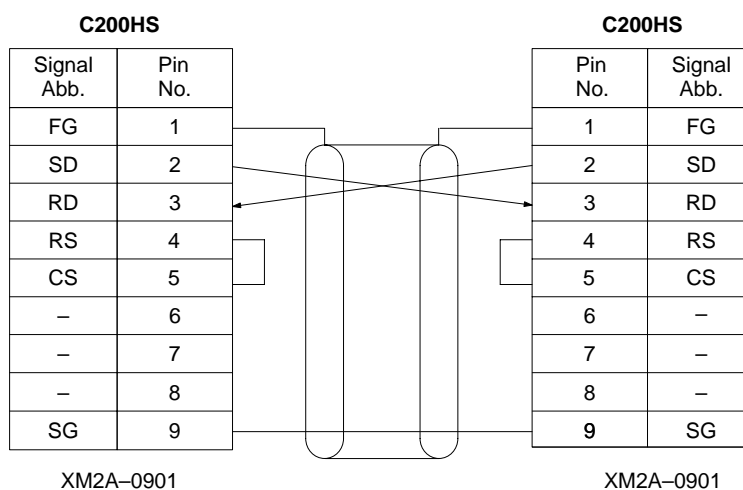 C200HS C200HS
Signal Abb. Pin No. Pin No. Signal Abb.
FG 1 1 FG
SD 2 2 SD
RD 3 3 RD
RS 4 4 RS
CS 5 5 CS
– 6 6 –
– 7 7 –
– 8 8 –
SG 9 9 SG
XM2A–0901 XM2A–0901